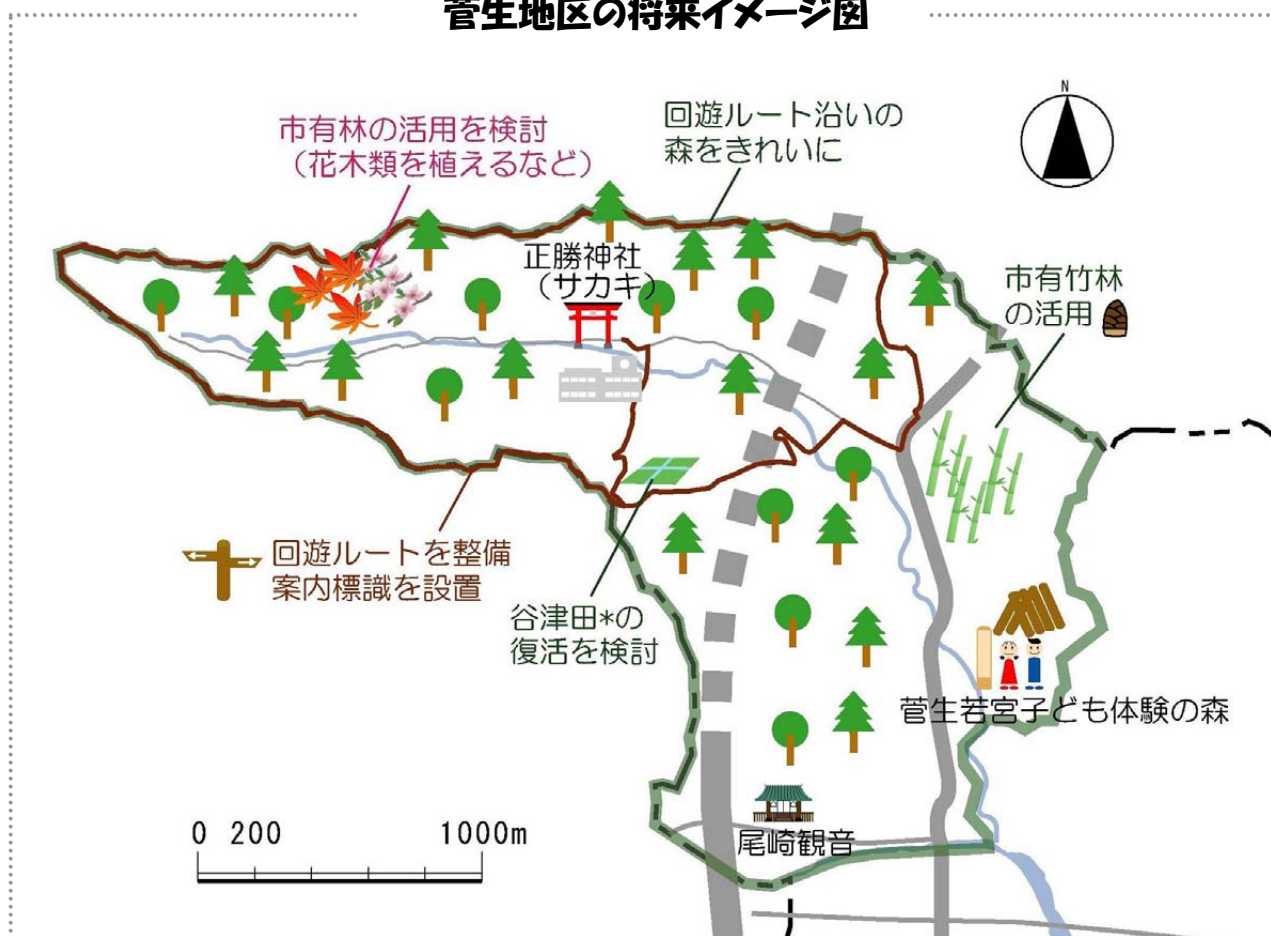 菅生地区の将来イメージ図
N
市有林の活用を検討
（花木類を植えるなど）
回遊ルート沿いの
森をきれいに
正勝神社
（サカキ）
市有竹林
の活用
回遊ルートを整備
案内標識を設置
谷津田*の
復活を検討
菅生若宮子ども体験の森
尾崎観音
0 200 1000m